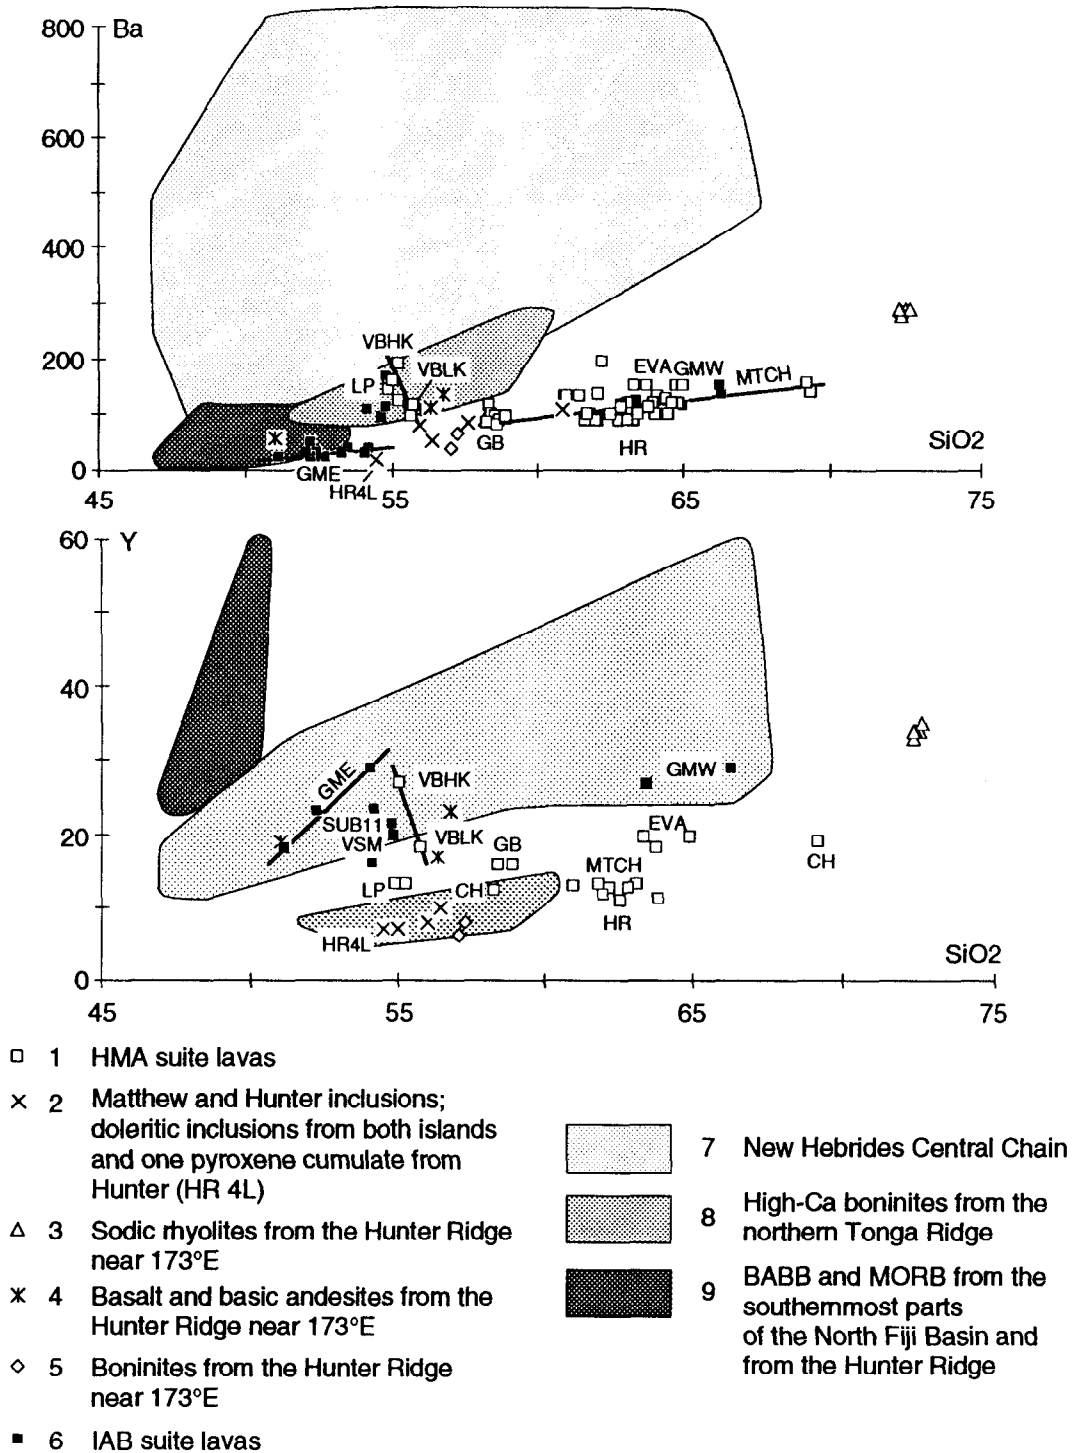 800 Ba
600
400
200
0
VBHK
VBLK
LP
EVA GMW
MTCH
GB
HR
GME
HR4L
SiO2
45 55 65 75
60 Y
40
20
0
GME
VBHK
GMW
SUB11
VSM
VBLK
GB
EVA
LP
CH
MTCH
CH
HR4L
HR
SiO2
45 55 65 75
1 HMA suite lavas
2 Matthew and Hunter inclusions;
doleritic inclusions from both islands
and one pyroxene cumulate from
Hunter (HR 4L)
3 Sodic rhyolites from the Hunter Ridge
near 173°E
4 Basalt and basic andesites from the
Hunter Ridge near 173°E
5 Boninites from the Hunter Ridge
near 173°E
6 IAB suite lavas
7 New Hebrides Central Chain
8 High-Ca boninites from the
northern Tonga Ridge
9 BABB and MORB from the
southernmost parts
of the North Fiji Basin and
from the Hunter Ridge